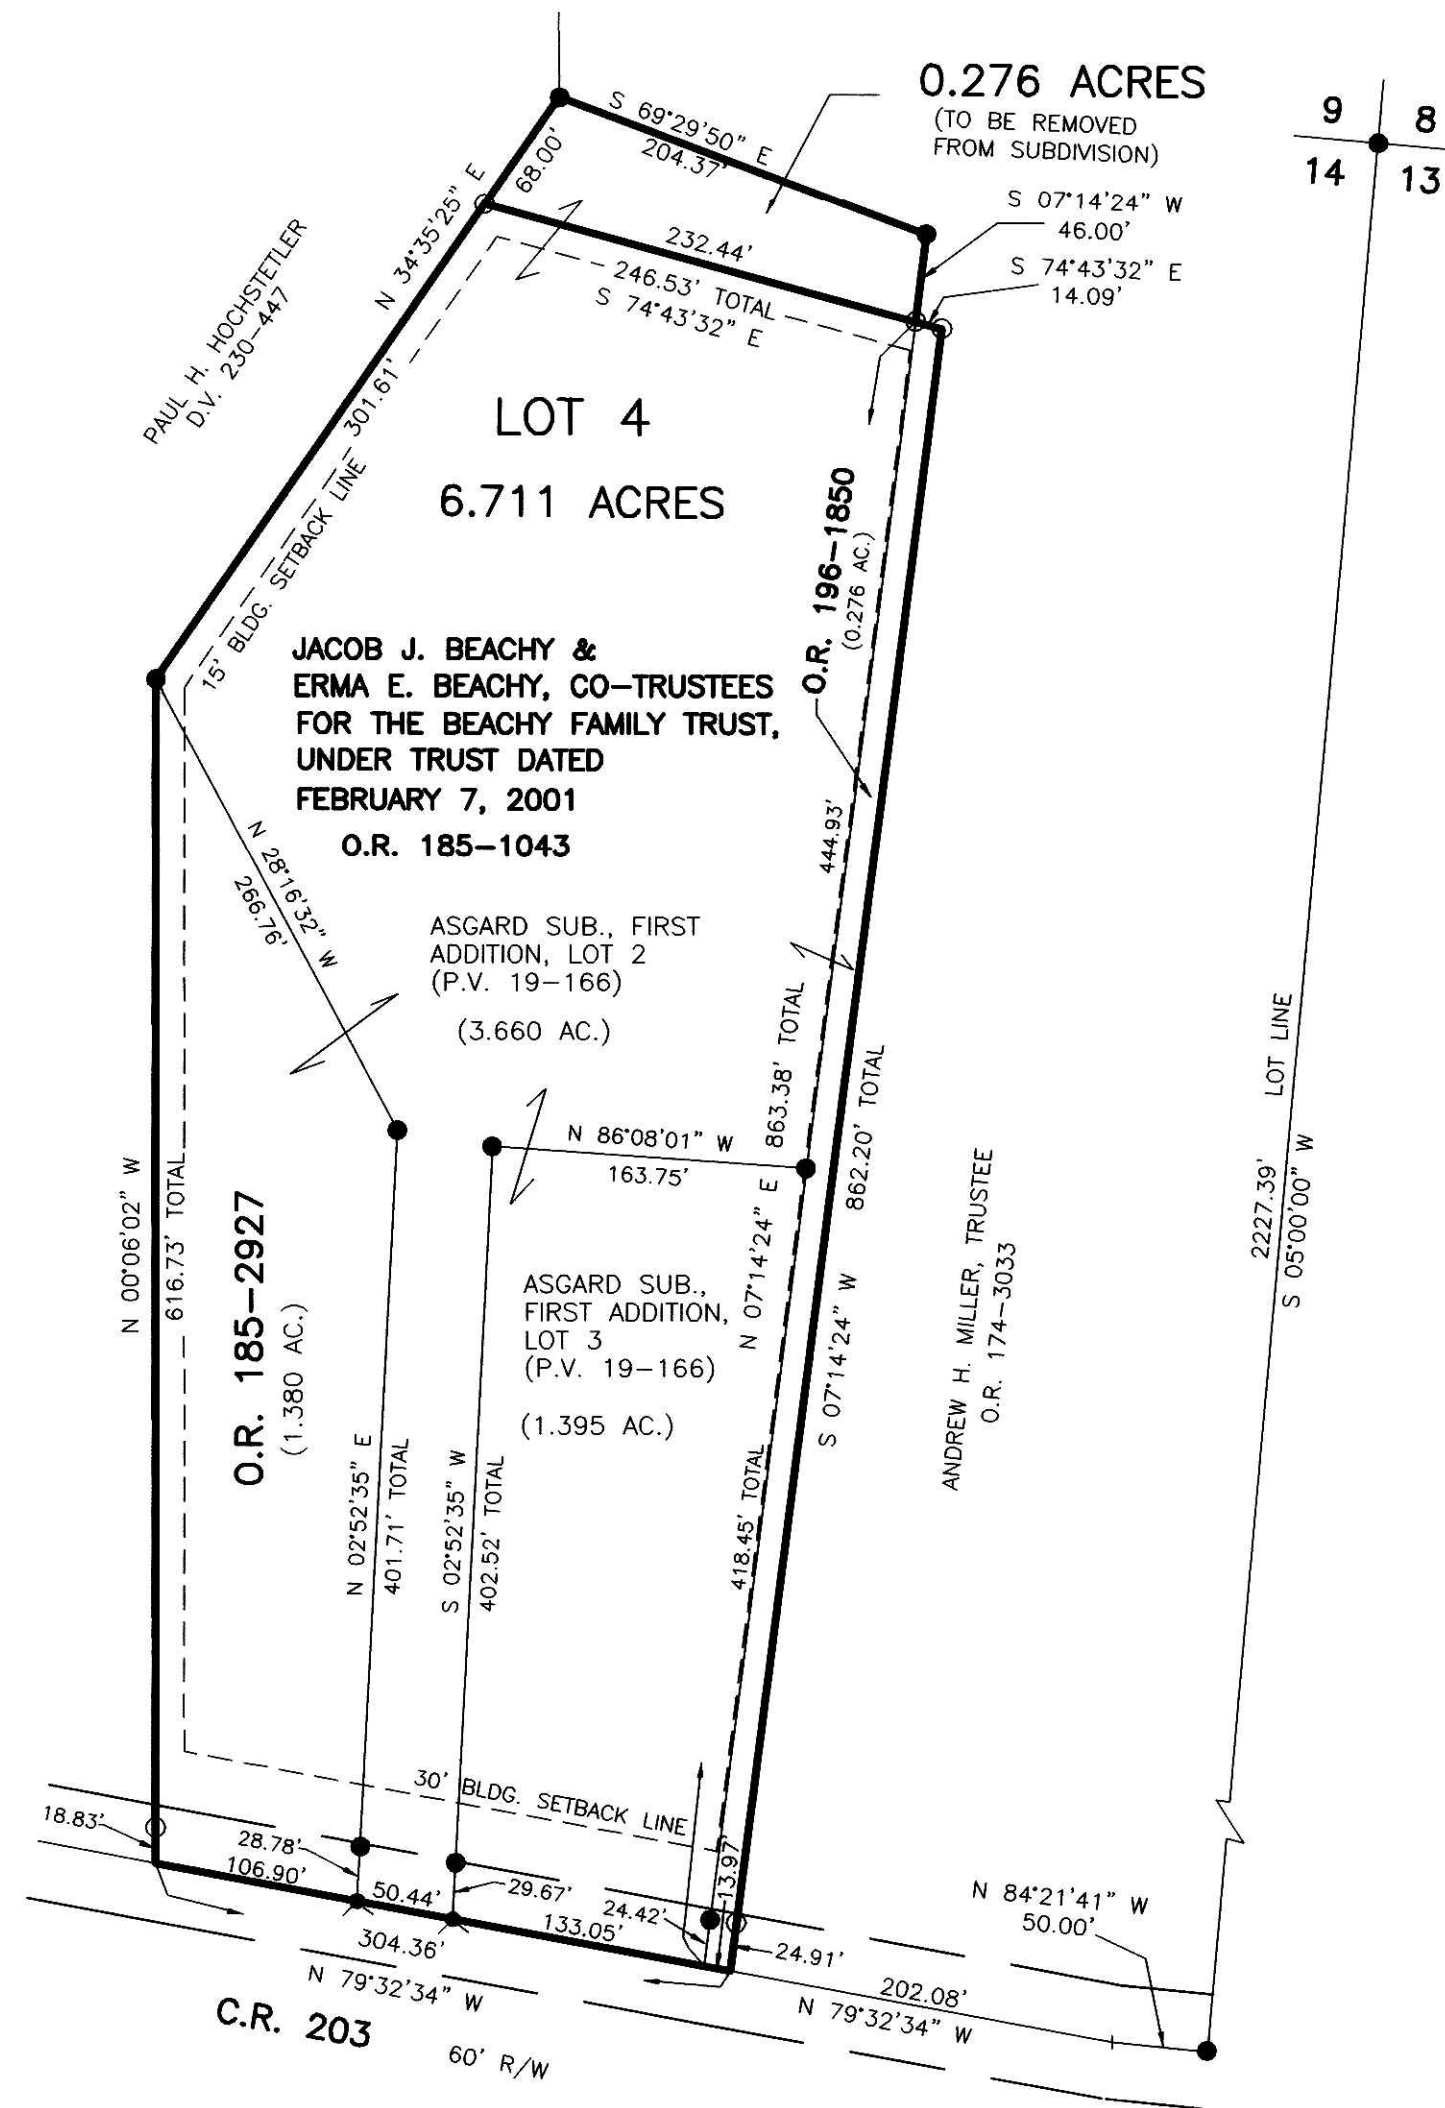 0.276 ACRES
(TO BE REMOVED
FROM SUBDIVISION)
9 8
14 13
S 69°29'50" E
204.37'
68.00'
N 34°35'25" E
S 07°14'24" W
46.00'
S 74°43'32" E
14.09'
232.44'
246.53' TOTAL
S 74°43'32" E
PAUL H. HOCHSTETLER
D.V. 230-447
301.61'
15' BLDG. SETBACK LINE
LOT 4
6.711 ACRES
O.R. 196-1850
(0.276 AC.)
JACOB J. BEACHY &
ERMA E. BEACHY, CO-TRUSTEES
FOR THE BEACHY FAMILY TRUST,
UNDER TRUST DATED
FEBRUARY 7, 2001
O.R. 185-1043
444.93'
N 28°16'32" W
266.76'
ASGARD SUB., FIRST
ADDITION, LOT 2
(P.V. 19-166)
(3.660 AC.)
863.38' TOTAL
N 07°14'24" E
862.20' TOTAL
S 07°14'24" W
N 86°08'01" W
163.75'
N 00°06'02" W
616.73' TOTAL
O.R. 185-2927
(1.380 AC.)
ASGARD SUB.,
FIRST ADDITION,
LOT 3
(P.V. 19-166)
(1.395 AC.)
N 02°52'35" E
401.71' TOTAL
S 02°52'35" W
402.52' TOTAL
418.45' TOTAL
ANDREW H. MILLER, TRUSTEE
O.R. 174-3033
LOT LINE
2227.39'
S 05°00'00" W
30' BLDG. SETBACK LINE
18.83'
28.78'
106.90'
50.44'
29.67'
133.05'
24.42'
13.97'
24.91'
304.36'
N 79°32'34" W
202.08'
N 79°32'34" W
N 84°21'41" W
50.00'
C.R. 203
60' R/W